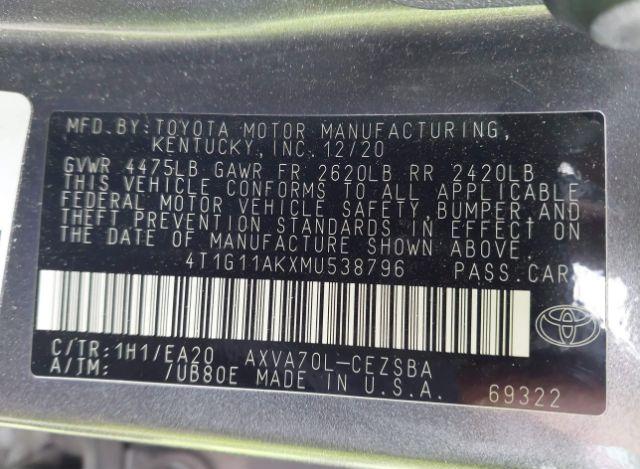 MFD.BY:TOYOTA MOTOR MANUFACTURING,
KENTUCKY,INC.12/20
GVWR 4475LB GAWR FR 2620LB RR 2420LB
THIS VEHICLE CONFORMS TO ALL APPLICABLE
FEDERAL MOTOR VEHICLE SAFETY,BUMPER,AND
THEFT PREVENTION STANDARDS IN EFFECT ON
THE DATE OF MANUFACTURE SHOWN ABOVE.
4T1G11AKXMU538796 PASS.CAR
C/TR:1H1/EA20 AXVA70L-CEZSBA
A/TM: /UB80E MADE IN U.S.A.
69322